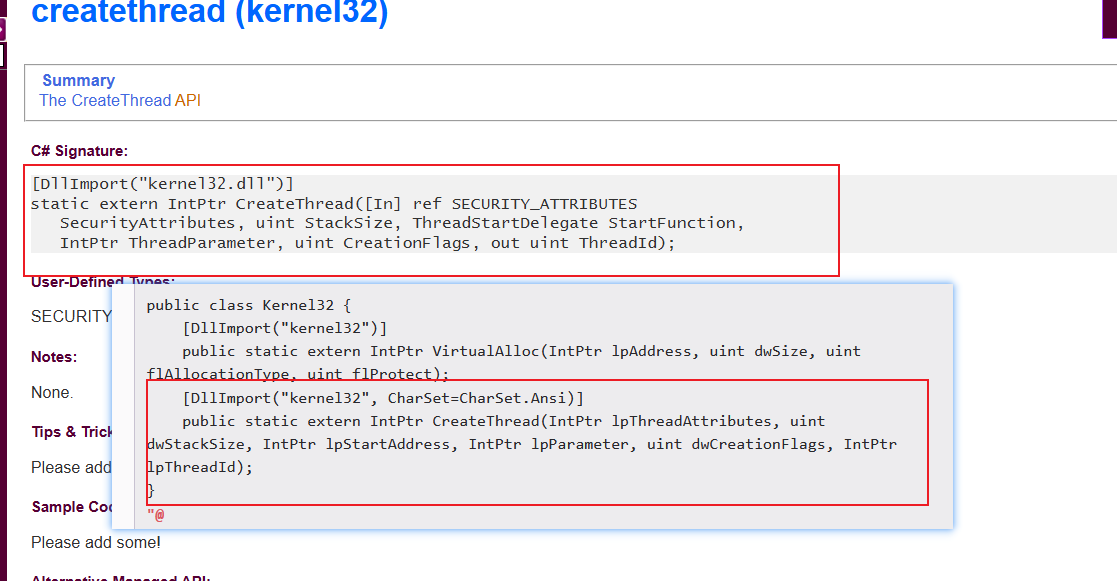 createthread (kernel32)
Summary
The CreateThread API
C# Signature:
[DllImport("kernel32.dll")]
static extern IntPtr CreateThread([In] ref SECURITY_ATTRIBUTES
SecurityAttributes, uint StackSize, ThreadStartDelegate StartFunction,
IntPtr ThreadParameter, uint CreationFlags, out uint ThreadId);
User-Defined Types:
SECURITY
Notes:
None.
Tips & Trick
Please add
Sample Co
Please add some!
Alternative Managed API:
public class Kernel32 {
[DllImport("kernel32")]
public static extern IntPtr VirtualAlloc(IntPtr lpAddress, uint dwSize, uint
flAllocationType, uint flProtect);
[DllImport("kernel32", CharSet=CharSet.Ansi)]
public static extern IntPtr CreateThread(IntPtr lpThreadAttributes, uint
dwStackSize, IntPtr lpStartAddress, IntPtr lpParameter, uint dwCreationFlags, IntPtr
lpThreadId);
}
"@